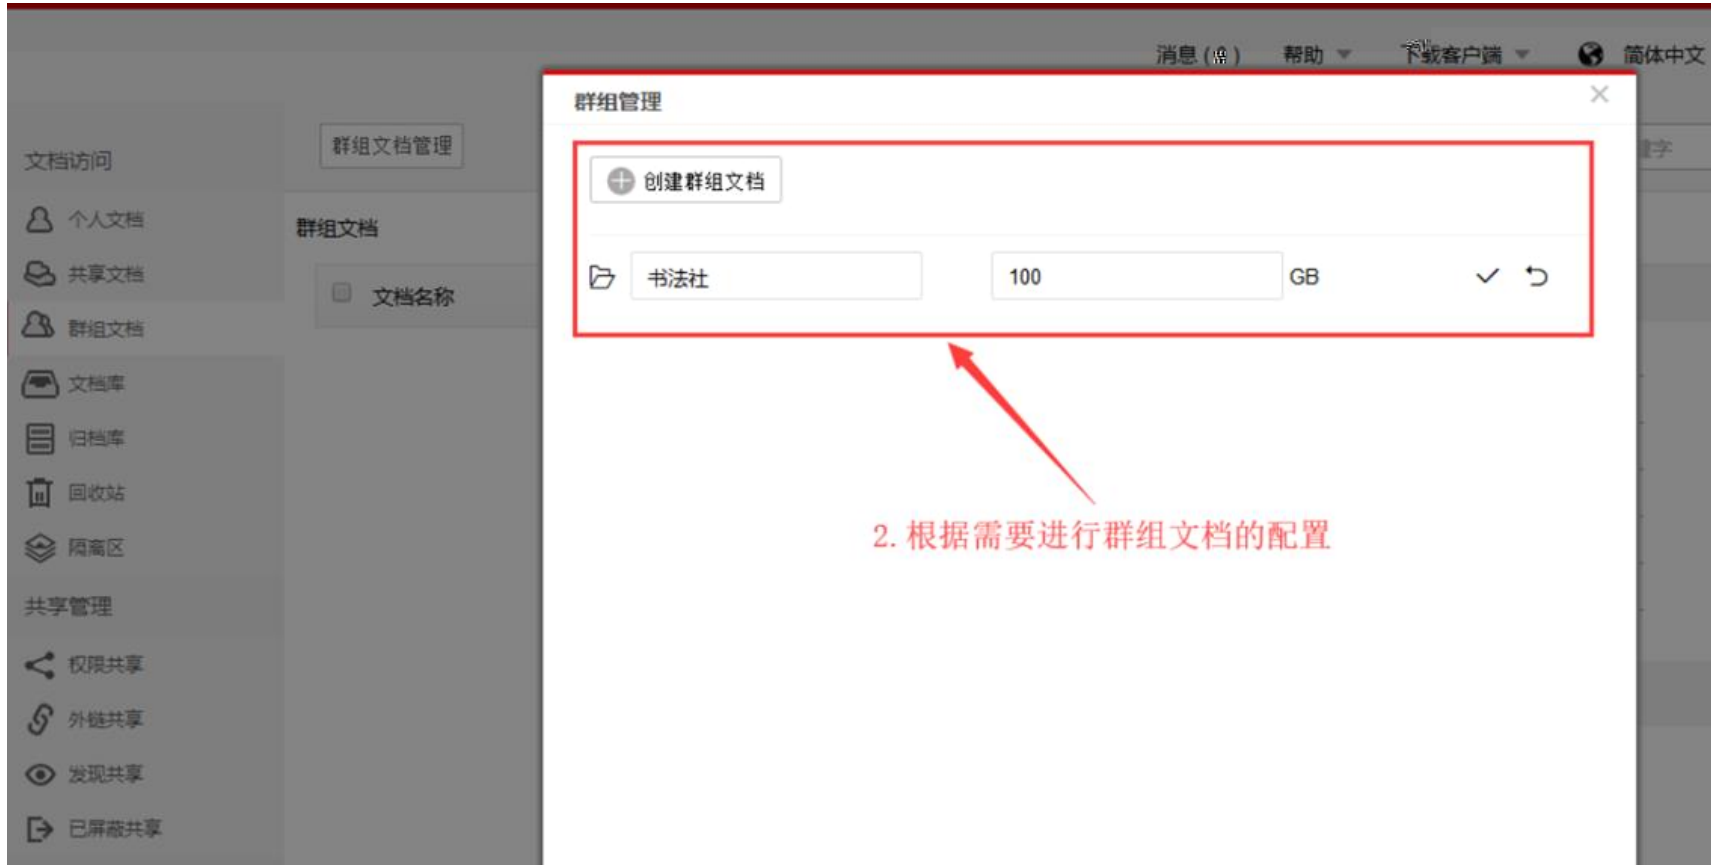 消息 ( ) 帮助 下载客户端 简体中文
群组管理
文档访问
群组文档管理
创建群组文档
个人文档
群组文档
共享文档
书法社 100 GB
文档名称
群组文档
文档库
归档库
回收站
2.根据需要进行群组文档的配置
隔离区
共享管理
权限共享
外链共享
发现共享
已屏蔽共享